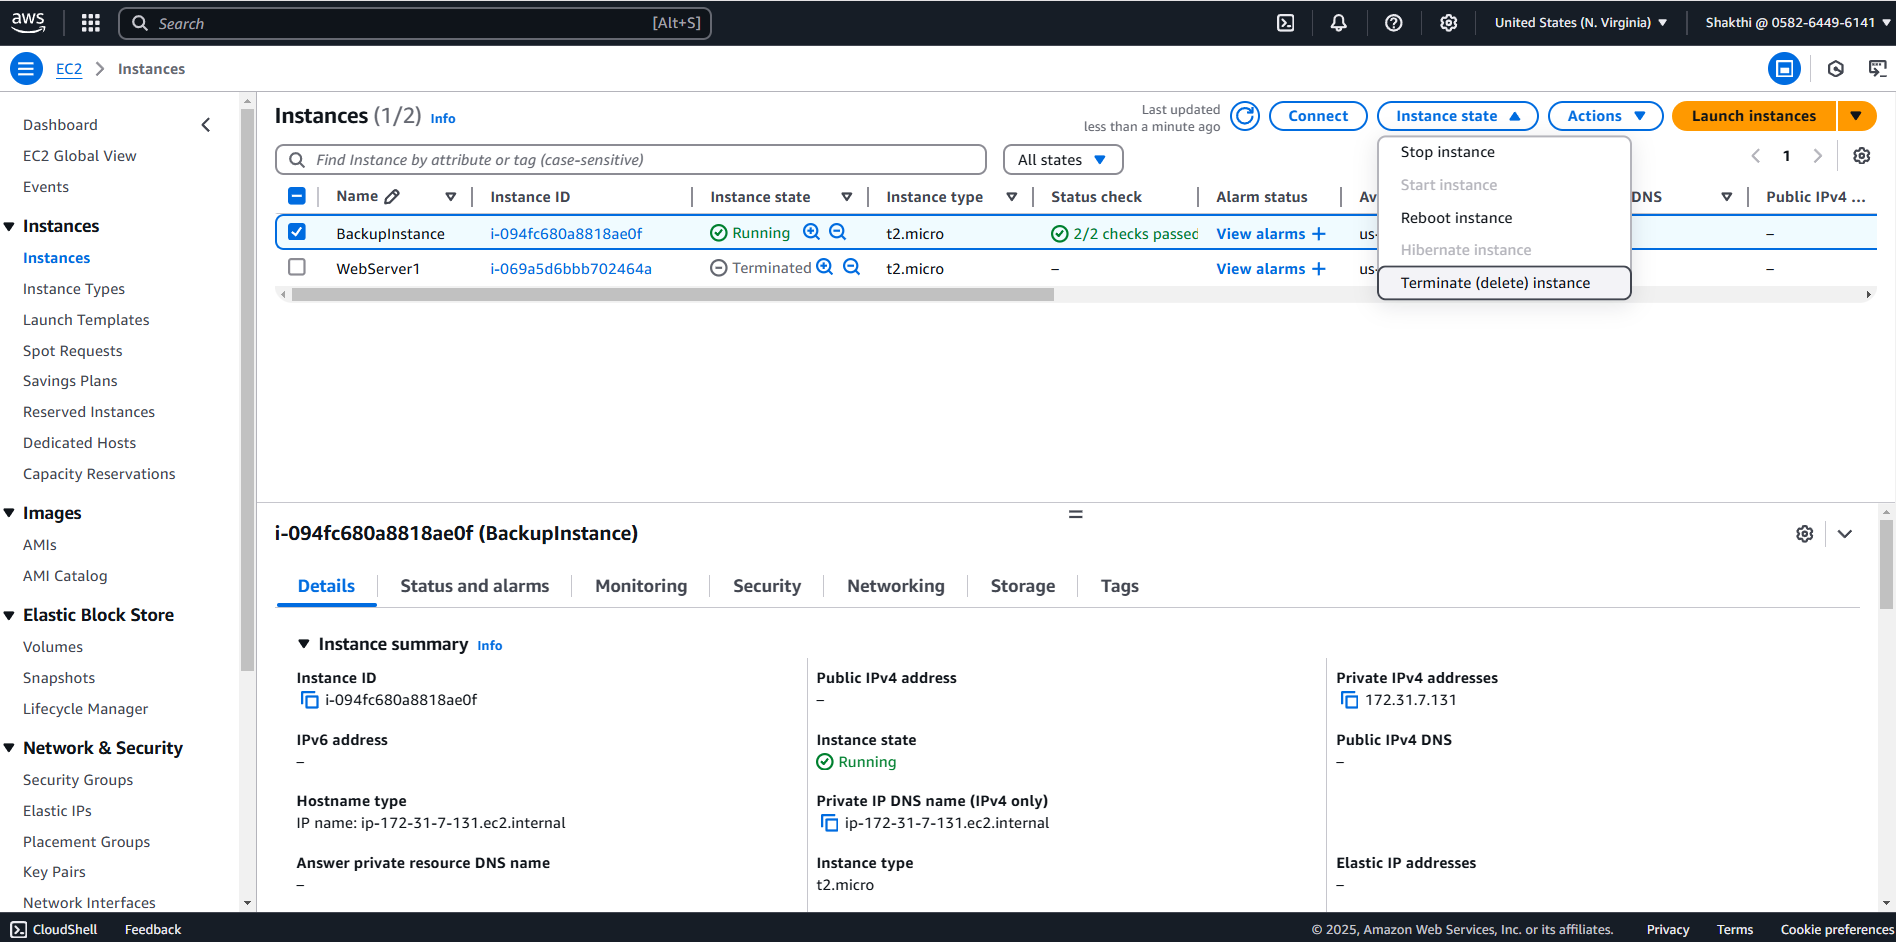 aws
Search [Alt+S]
United States (N. Virginia)
Shakthi @ 0582-6449-6141
EC2 Instances
Dashboard
EC2 Global View
Events
Instances
Instances
Instance Types
Launch Templates
Spot Requests
Savings Plans
Reserved Instances
Dedicated Hosts
Capacity Reservations
Images
AMIs
AMI Catalog
Elastic Block Store
Volumes
Snapshots
Lifecycle Manager
Network & Security
Security Groups
Elastic IPs
Placement Groups
Key Pairs
Network Interfaces
Instances (1/2) Info
Last updated
less than a minute ago
Connect
Instance state
Actions
Launch instances
Find Instance by attribute or tag (case-sensitive)
All states
1
Stop instance
Start instance
Reboot instance
Hibernate instance
Terminate (delete) instance
Name Instance ID Instance state Instance type Status check Alarm status Av DNS Public IPv4 ...
BackupInstance i-094fc680a8818ae0f Running t2.micro 2/2 checks passed View alarms + us- –
WebServer1 i-069a5d6bbb702464a Terminated t2.micro – View alarms + us- –
i-094fc680a8818ae0f (BackupInstance)
Details Status and alarms Monitoring Security Networking Storage Tags
Instance summary Info
Instance ID
i-094fc680a8818ae0f
Public IPv4 address
–
Private IPv4 addresses
172.31.7.131
IPv6 address
–
Instance state
Running
Public IPv4 DNS
–
Hostname type
IP name: ip-172-31-7-131.ec2.internal
Private IP DNS name (IPv4 only)
ip-172-31-7-131.ec2.internal
Answer private resource DNS name
–
Instance type
t2.micro
Elastic IP addresses
–
CloudShell Feedback
© 2025, Amazon Web Services, Inc. or its affiliates. Privacy Terms Cookie preferences